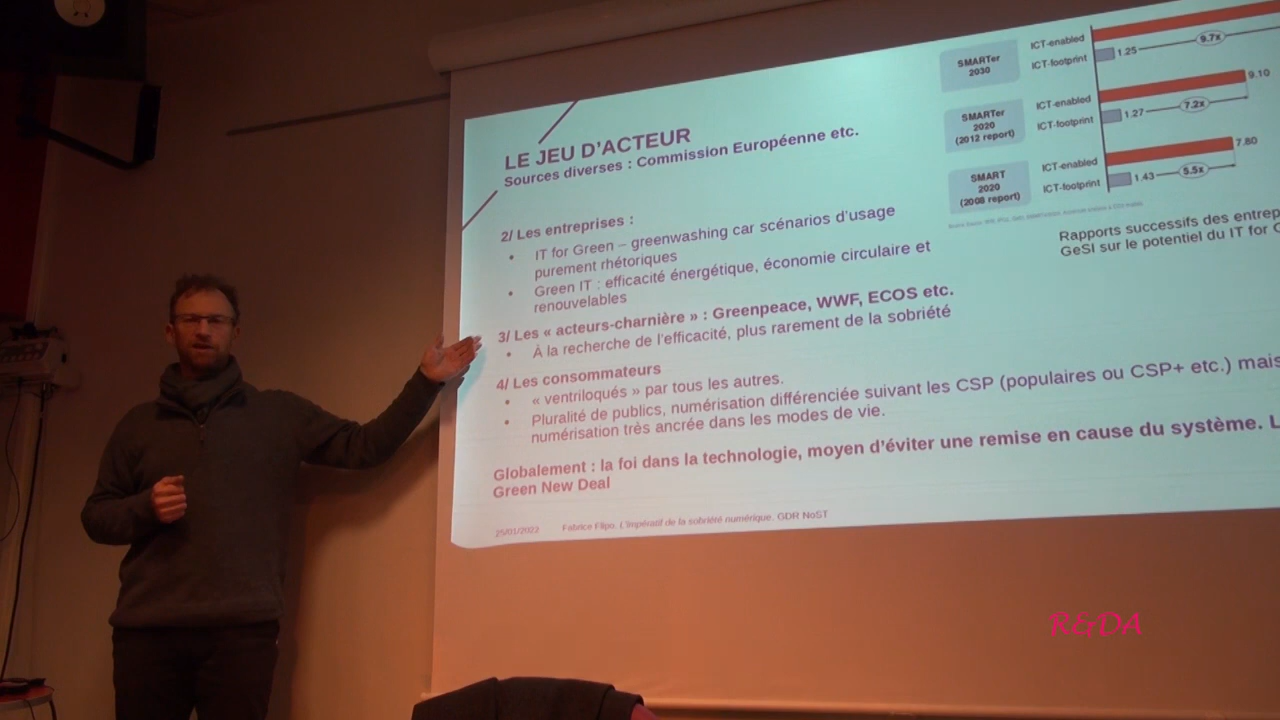 LE JEU D'ACTEUR
Sources diverses : Commission Européenne etc.
2/ Les entreprises :
• IT for Green – greenwashing car scénarios d'usage
purement rhétoriques
• Green IT : efficacité énergétique, économie circulaire et
renouvelables
3/ Les « acteurs-charnière » : Greenpeace, WWF, ECOS etc.
• À la recherche de l'efficacité, plus rarement de la sobriété
4/ Les consommateurs
• « ventriloqués » par tous les autres.
• Pluralité de publics, numérisation différenciée suivant les CSP (populaires ou CSP+ etc.) mais
numérisation très ancrée dans les modes de vie.
Globalement : la foi dans la technologie, moyen d'éviter une remise en cause du système. L
Green New Deal
25/01/2022 Fabrice Flipo. L'impératif de la sobriété numérique. GDR NoST
SMARTer
2030
ICT-enabled
ICT-footprint
1.25
9.7x
SMARTer
2020
(2012 report)
ICT-enabled
9.10
ICT-footprint
1.27
7.2x
SMART
2020
(2008 report)
ICT-enabled
7.80
ICT-footprint
1.43
5.5x
Rapports successifs des entrep
GeSI sur le potentiel du IT for G
R&DA